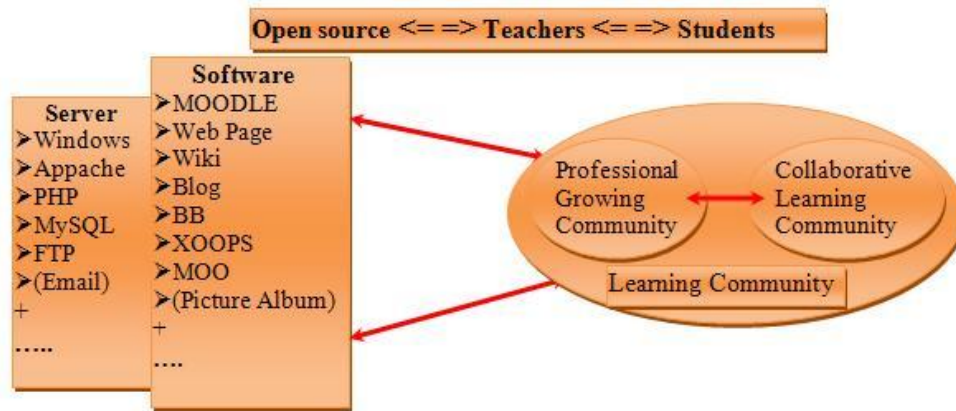 Open source <= => Teachers <= => Students
Server
➢Windows
➢Appache
➢PHP
➢MySQL
➢FTP
➢(Email)
+
…..
Software
➢MOODLE
➢Web Page
➢Wiki
➢Blog
➢BB
➢XOOPS
➢MOO
➢(Picture Album)
+
….
Professional
Growing
Community
Collaborative
Learning
Community
Learning Community